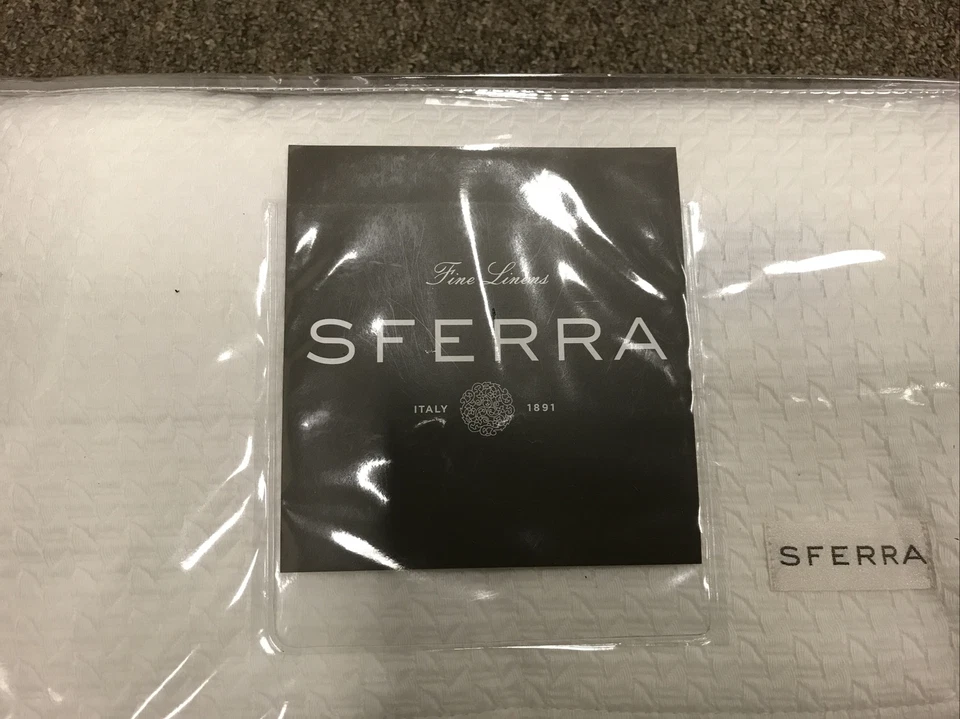 Fine Linens
SFERRA
ITALY 1891
SFERRA